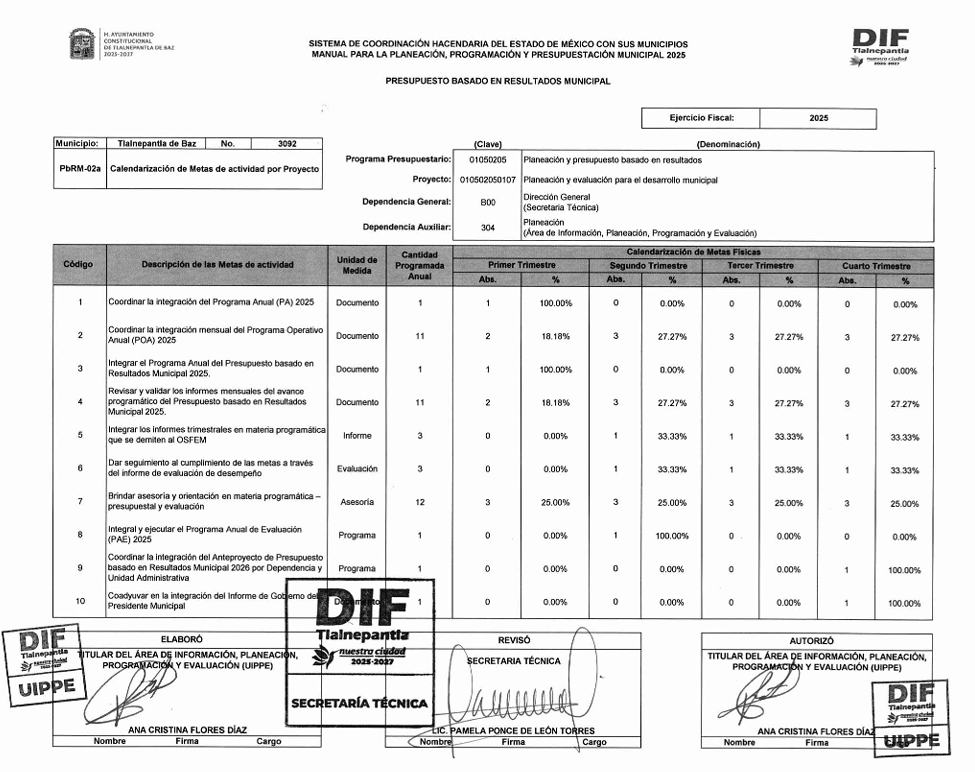 H. AYUNTAMIENTO
CONSTITUCIONAL
DE TLALNEPANTLA DE BAZ
2025-2027
SISTEMA DE COORDINACIÓN HACENDARIA DEL ESTADO DE MÉXICO CON SUS MUNICIPIOS
MANUAL PARA LA PLANEACIÓN, PROGRAMACIÓN Y PRESUPUESTACIÓN MUNICIPAL 2025
DIF
Tlalnepantla
nuestra ciudad
2025-2027
PRESUPUESTO BASADO EN RESULTADOS MUNICIPAL
Ejercicio Fiscal: 2025
Municipio: Tlalnepantla de Baz No. 3092
PbRM-02a Calendarización de Metas de actividad por Proyecto
(Clave) (Denominación)
Programa Presupuestario: 01050205 Planeación y presupuesto basado en resultados
Proyecto: 010502050107 Planeación y evaluación para el desarrollo municipal
Dependencia General: B00 Dirección General
(Secretaria Técnica)
Dependencia Auxiliar: 304 Planeación
(Área de Información, Planeación, Programación y Evaluación)
Código Descripción de las Metas de actividad Unidad de Medida Cantidad Programada Anual Calendarización de Metas Físicas
Primer Trimestre Segundo Trimestre Tercer Trimestre Cuarto Trimestre
Abs. % Abs. % Abs. % Abs. %
1 Coordinar la integración del Programa Anual (PA) 2025 Documento 1 1 100.00% 0 0.00% 0 0.00% 0 0.00%
2 Coordinar la integración mensual del Programa Operativo
Anual (POA) 2025 Documento 11 2 18.18% 3 27.27% 3 27.27% 3 27.27%
3 Integrar el Programa Anual del Presupuesto basado en
Resultados Municipal 2025. Documento 1 1 100.00% 0 0.00% 0 0.00% 0 0.00%
4 Revisar y validar los informes mensuales del avance
programático del Presupuesto basado en Resultados
Municipal 2025. Documento 11 2 18.18% 3 27.27% 3 27.27% 3 27.27%
5 Integrar los informes trimestrales en materia programática
que se demiten al OSFEM Informe 3 0 0.00% 1 33.33% 1 33.33% 1 33.33%
6 Dar seguimiento al cumplimiento de las metas a través
del informe de evaluación de desempeño Evaluación 3 0 0.00% 1 33.33% 1 33.33% 1 33.33%
7 Brindar asesoría y orientación en materia programática –
presupuestal y evaluación Asesoría 12 3 25.00% 3 25.00% 3 25.00% 3 25.00%
8 Integral y ejecutar el Programa Anual de Evaluación
(PAE) 2025 Programa 1 0 0.00% 1 100.00% 0 0.00% 0 0.00%
9 Coordinar la integración del Anteproyecto de Presupuesto
basado en Resultados Municipal 2026 por Dependencia y
Unidad Administrativa Programa 1 0 0.00% 0 0.00% 0 0.00% 1 100.00%
10 Coadyuvar en la integración del Informe de Gobierno del
Presidente Municipal Documento 1 0 0.00% 0 0.00% 0 0.00% 1 100.00%
DIF
Tlalnepantla
nuestra ciudad
2025-2027
SECRETARÍA TÉCNICA
DIF
Tlalnepantla
nuestra ciudad
2025-2027
UIPPE
ELABORÓ
TITULAR DEL ÁREA DE INFORMACIÓN, PLANEACIÓN,
PROGRAMACIÓN Y EVALUACIÓN (UIPPE)
ANA CRISTINA FLORES DÍAZ
Nombre Firma Cargo
REVISÓ
SECRETARIA TÉCNICA
LIC. PAMELA PONCE DE LEÓN TORRES
Nombre Firma Cargo
AUTORIZÓ
TITULAR DEL ÁREA DE INFORMACIÓN, PLANEACIÓN,
PROGRAMACIÓN Y EVALUACIÓN (UIPPE)
ANA CRISTINA FLORES DÍAZ
Nombre Firma
DIF
Tlalnepantla
nuestra ciudad
2025-2027
UIPPE